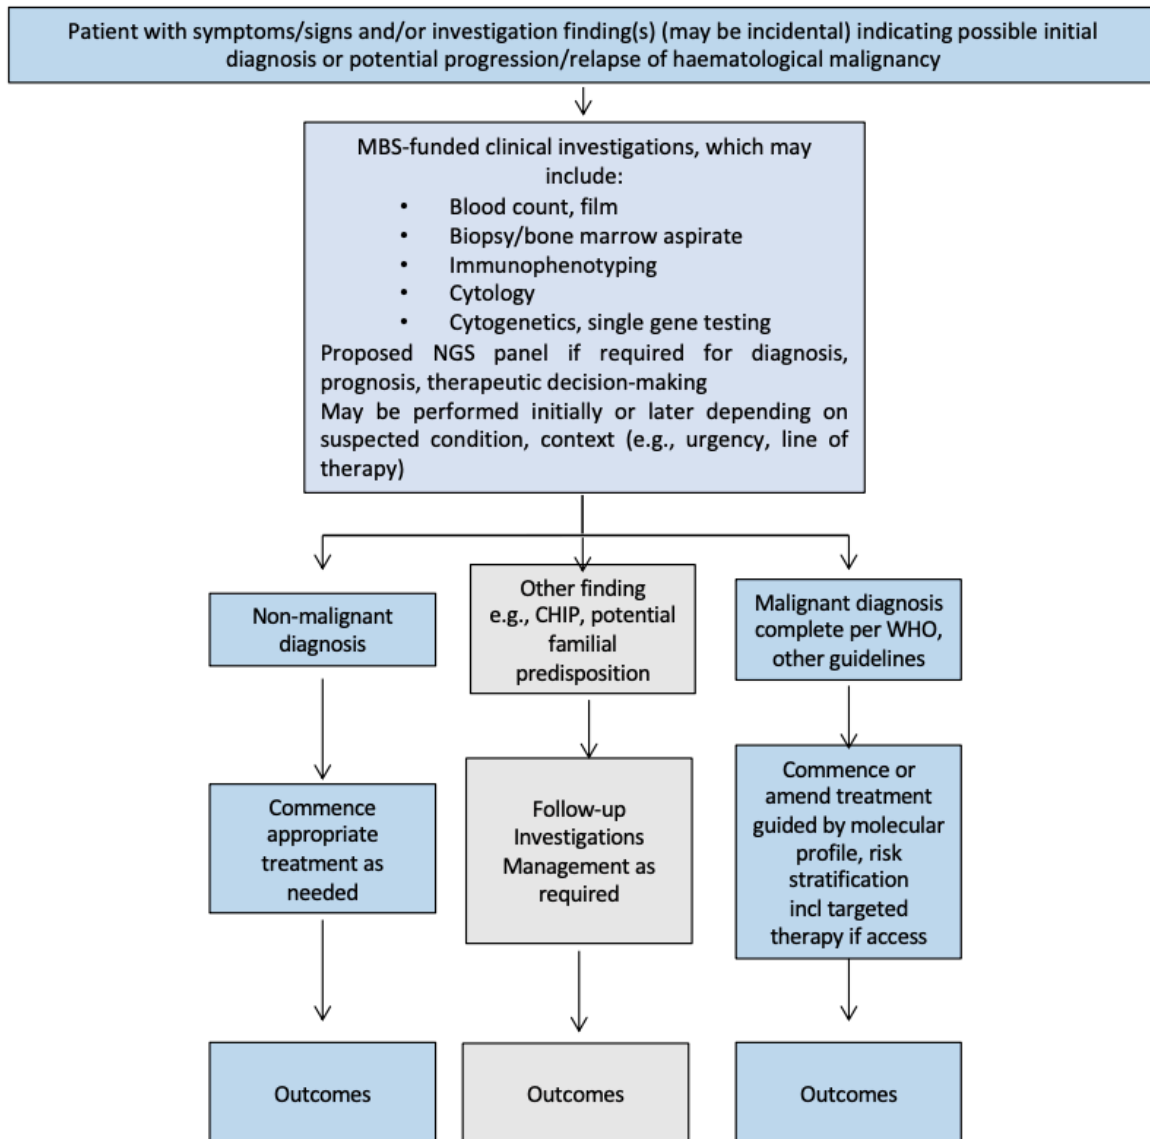 Patient with symptoms/signs and/or investigation finding(s) (may be incidental) indicating possible initial
diagnosis or potential progression/relapse of haematological malignancy
MBS-funded clinical investigations, which may
include:
• Blood count, film
• Biopsy/bone marrow aspirate
• Immunophenotyping
• Cytology
• Cytogenetics, single gene testing
Proposed NGS panel if required for diagnosis,
prognosis, therapeutic decision-making
May be performed initially or later depending on
suspected condition, context (e.g., urgency, line of
therapy)
Non-malignant
diagnosis
Other finding
e.g., CHIP, potential
familial
predisposition
Malignant diagnosis
complete per WHO,
other guidelines
Commence
appropriate
treatment as
needed
Follow-up
Investigations
Management as
required
Commence or
amend treatment
guided by molecular
profile, risk
stratification
incl targeted
therapy if access
Outcomes
Outcomes
Outcomes